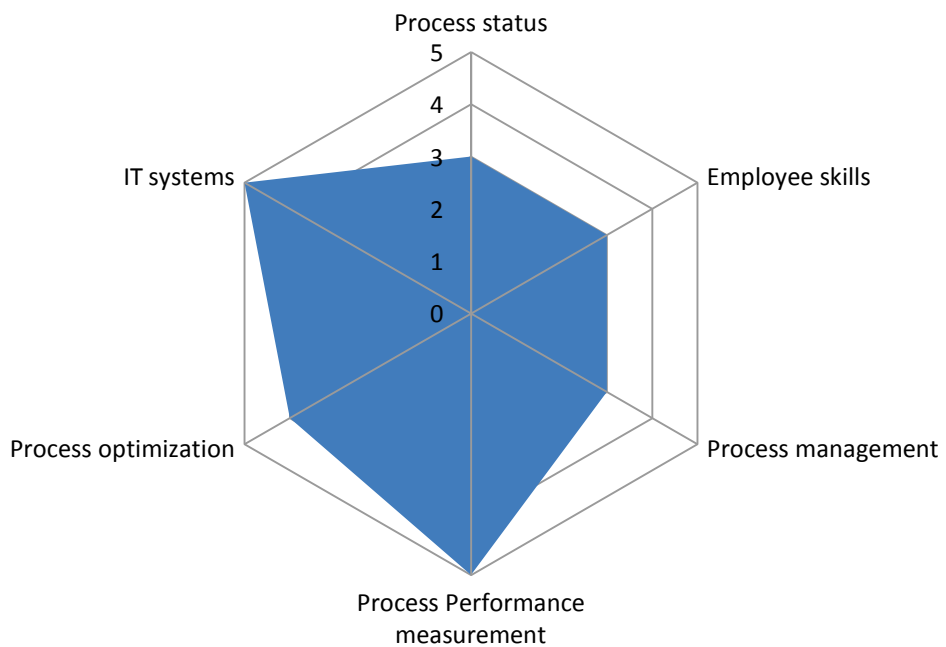 Process status
5
4
3
2
1
0
IT systems
Employee skills
Process optimization
Process management
Process Performance
measurement